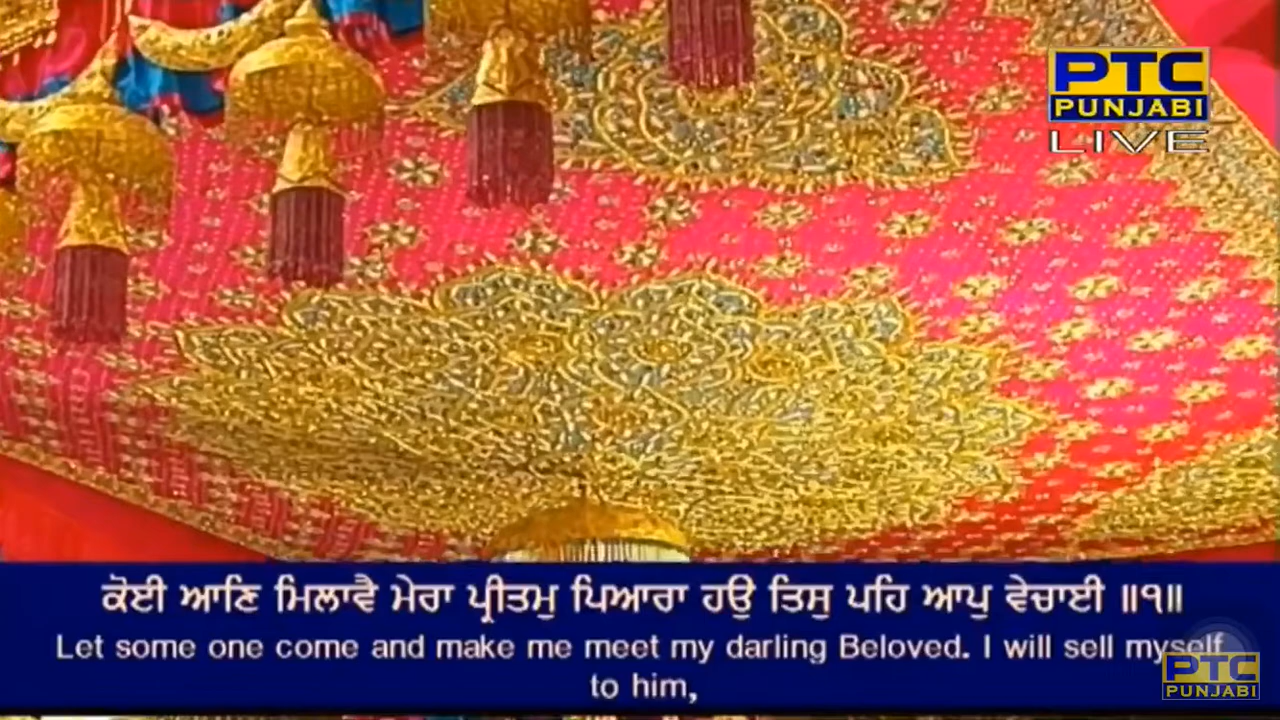 PTC
PUNJABI
LIVE
ਕੋਈ ਆਣਿ ਮਿਲਾਵੈ ਮੇਰਾ ਪ੍ਰੀਤਮੁ ਪਿਆਰਾ ਹਉ ਤਿਸੁ ਪਹਿ ਆਪੁ ਵੇਚਾਈ ॥੧॥
Let some one come and make me meet my darling Beloved. I will sell myself
to him,
PTC
PUNJABI